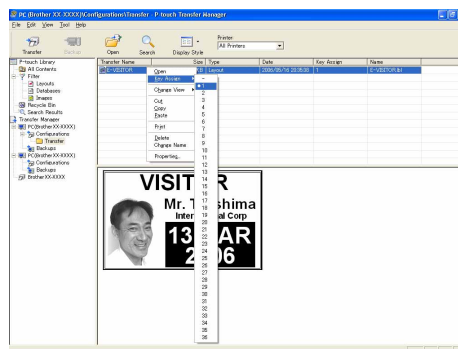 PC (Brother XX-XXXX)\Configurations\Transfer - P-touch Transfer Manager
File Edit View Tool Help
Transfer Backup Open Search Display Style Printer: All Printers
P-touch Library
All Contents
Filter
Layouts
Databases
Images
Recycle Bin
Search Results
Transfer Manager
PC(Brother XX-XXXX)
Configurations
Transfer
Backups
PC(Brother XX-XXXX)
Configurations
Backups
Brother XX-XXXX
Transfer Name Size Type Date Key Assign Name
E-VISITOR KB Layout 1 E-VISITOR.lbl
Open
Key Assign
Change View
Cut
Copy
Paste
Print
Delete
Change Name
Properties...
-
1
2
3
4
5
6
7
8
9
10
11
12
13
14
15
16
17
18
19
20
21
22
23
24
25
26
27
28
29
30
31
32
33
34
35
36
VISIT R
Mr. T shima
Inter al Corp
13 AR
2 06